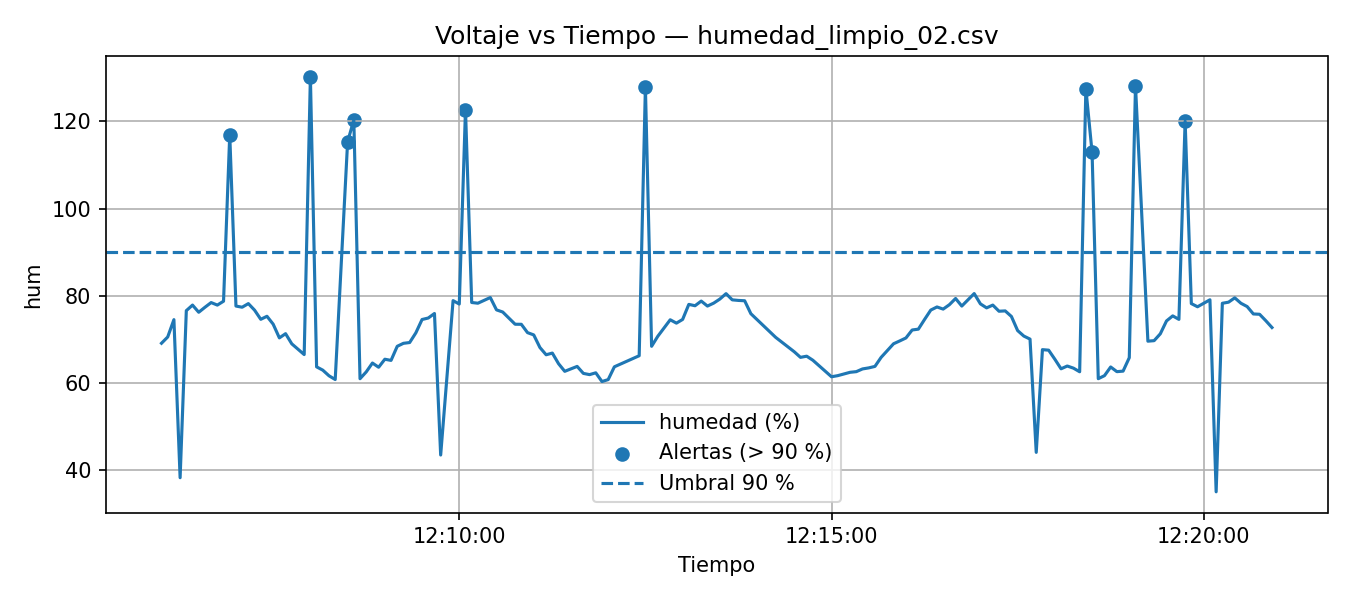 Voltaje vs Tiempo — humedad_limpio_02.csv
120
100
80
60
40
hum
humedad (%)
Alertas (> 90 %)
Umbral 90 %
12:10:00
12:15:00
12:20:00
Tiempo